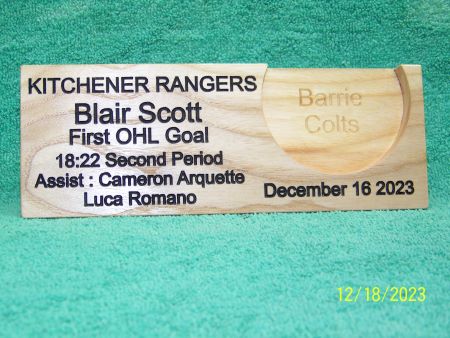 KITCHENER RANGERS
Blair Scott
First OHL Goal
18:22 Second Period
Assist : Cameron Arquette
Luca Romano
Barrie
Colts
December 16 2023
12/18/2023